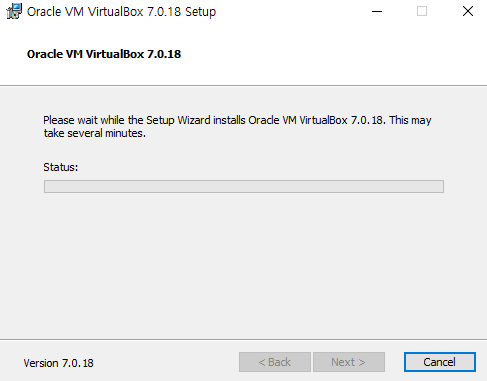 Oracle VM VirtualBox 7.0.18 Setup
Oracle VM VirtualBox 7.0.18
Please wait while the Setup Wizard installs Oracle VM VirtualBox 7.0.18. This may
take several minutes.
Status:
Version 7.0.18
< Back
Next >
Cancel